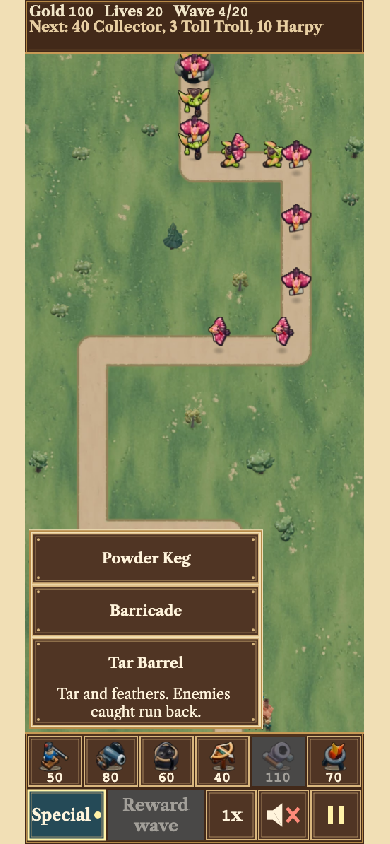 Gold 100 Lives 20 Wave 4/20
Next: 40 Collector, 3 Toll Troll, 10 Harpy
Powder Keg
Barricade
Tar Barrel
Tar and feathers. Enemies
caught run back.
50 80 60 40 110 70
Special
Reward
wave
1x